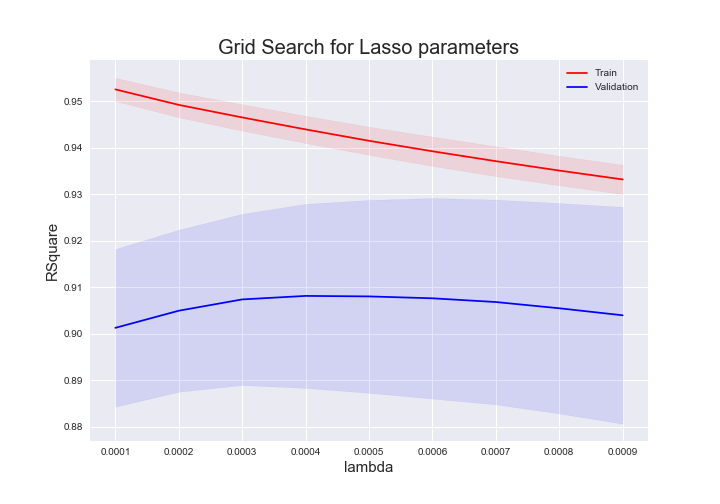 Grid Search for Lasso parameters
Train
Validation
RSquare
0.95
0.94
0.93
0.92
0.91
0.90
0.89
0.88
0.0001 0.0002 0.0003 0.0004 0.0005 0.0006 0.0007 0.0008 0.0009
lambda